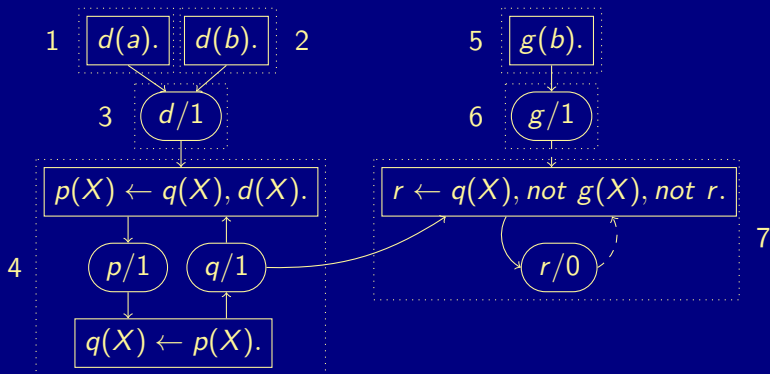 1 d(a). d(b). 2 5 g(b).
3 d/1 6 g/1
p(X) ← q(X), d(X). r ← q(X), not g(X), not r.
4 p/1 q/1 r/0 7
q(X) ← p(X).